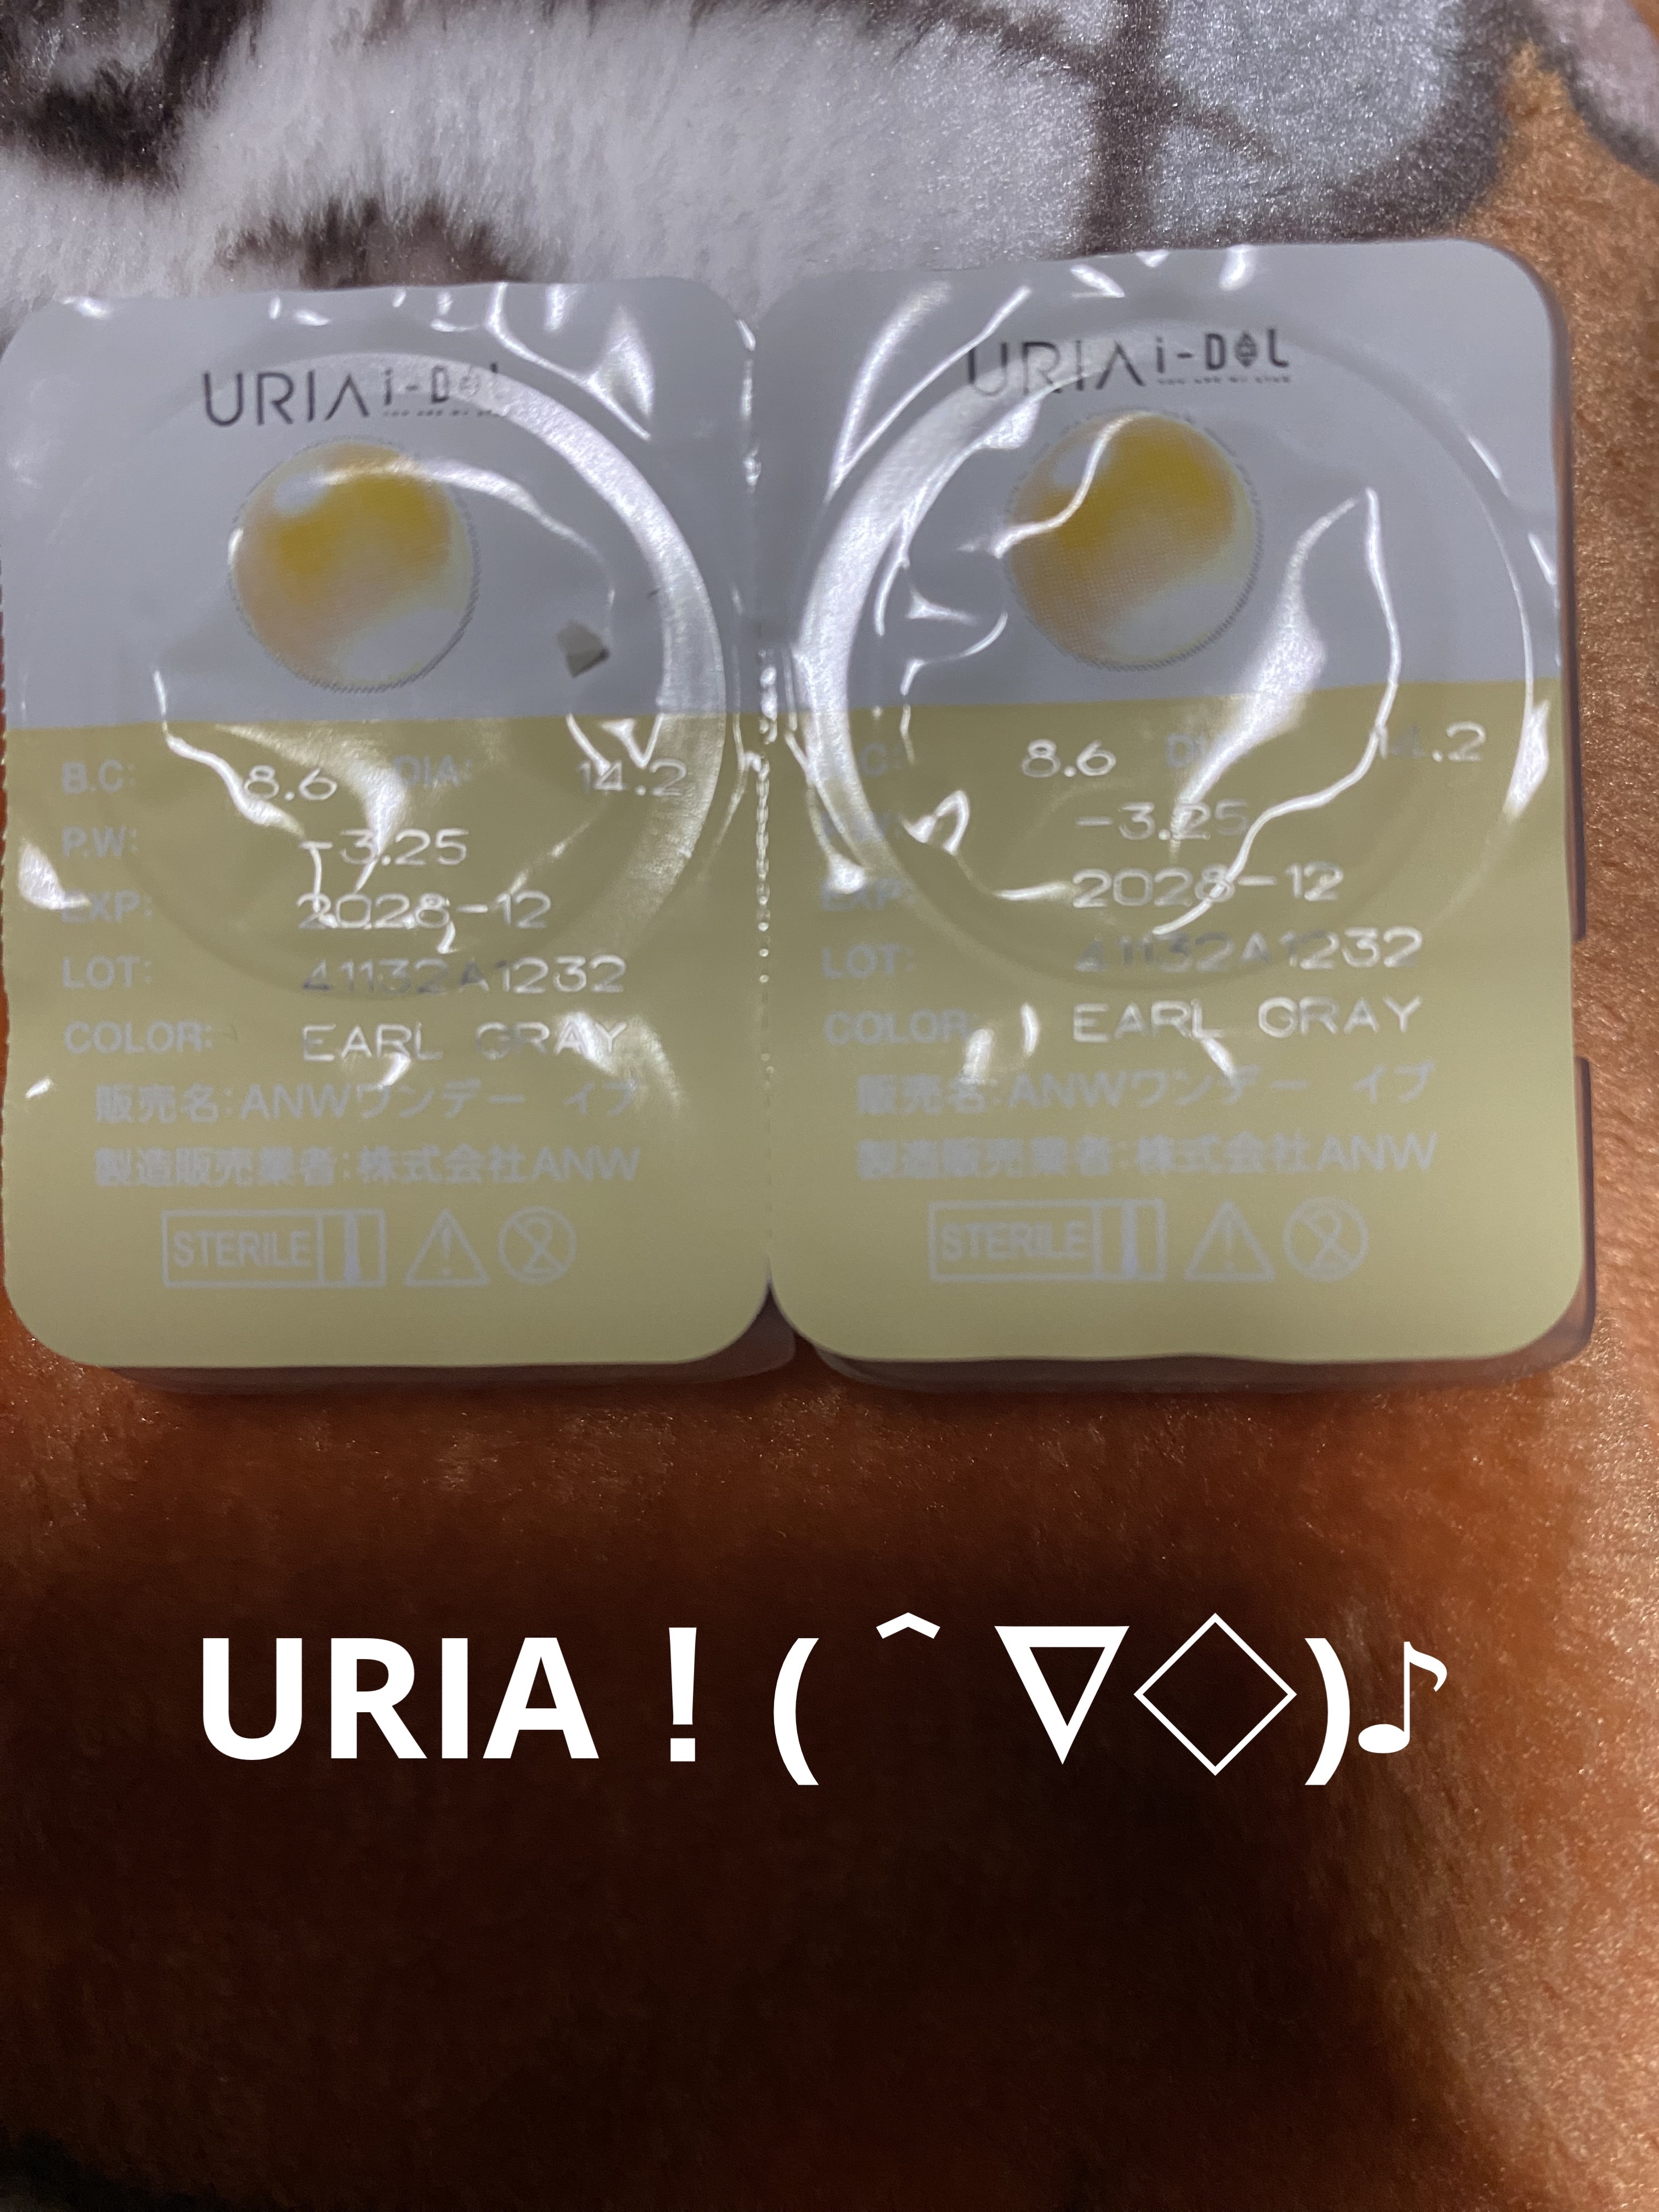 URIA i-DOL
B.C: 8.6 DIA: 14.2
P.W: -3.25
EXP: 2028-12
LOT: 41132A1232
COLOR: EARL GRAY
販売名:ANWワンデー イブ
製造販売業者:株式会社ANW
STERILE
URIA i-DOL
8.6 14.2
-3.25
EXP: 2028-12
LOT: 41132A1232
COLOR: EARL GRAY
販売名:ANWワンデー イブ
製造販売業者:株式会社ANW
STERILE
URIA！(＾▽◇)♪